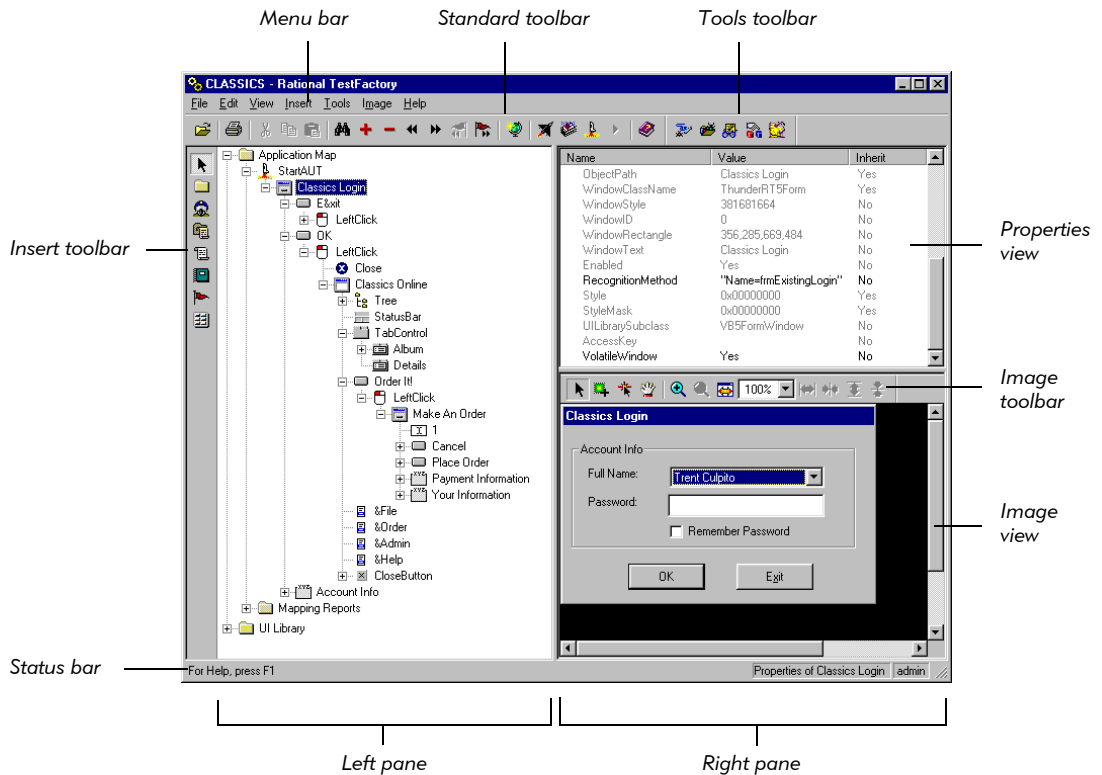 Menu bar
Standard toolbar
Tools toolbar
CLASSICS - Rational TestFactory
File Edit View Insert Tools Image Help
Insert toolbar
Application Map
StartAUT
Classics Login
E&xit
LeftClick
OK
LeftClick
Close
Classics Online
Tree
StatusBar
TabControl
Album
Details
Order It!
LeftClick
Make An Order
1
Cancel
Place Order
Payment Information
Your Information
&File
&Order
&Admin
&Help
CloseButton
Account Info
Mapping Reports
UI Library
Name Value Inherit
ObjectPath Classics Login Yes
WindowClassName ThunderRT5Form Yes
WindowStyle 381681664 No
WindowID 0 No
WindowRectangle 356,285,669,484 No
WindowText Classics Login No
Enabled Yes No
RecognitionMethod "Name=frmExistingLogin" No
Style 0x00000000 Yes
StyleMask 0x00000000 Yes
UILibrarySubclass VB5FormWindow No
AccessKey No
VolatileWindow Yes No
Properties
view
100%
Image
toolbar
Classics Login
Account Info
Full Name: Trent Culpito
Password:
Remember Password
OK Exit
Image
view
Status bar
For Help, press F1
Properties of Classics Login admin
Left pane
Right pane